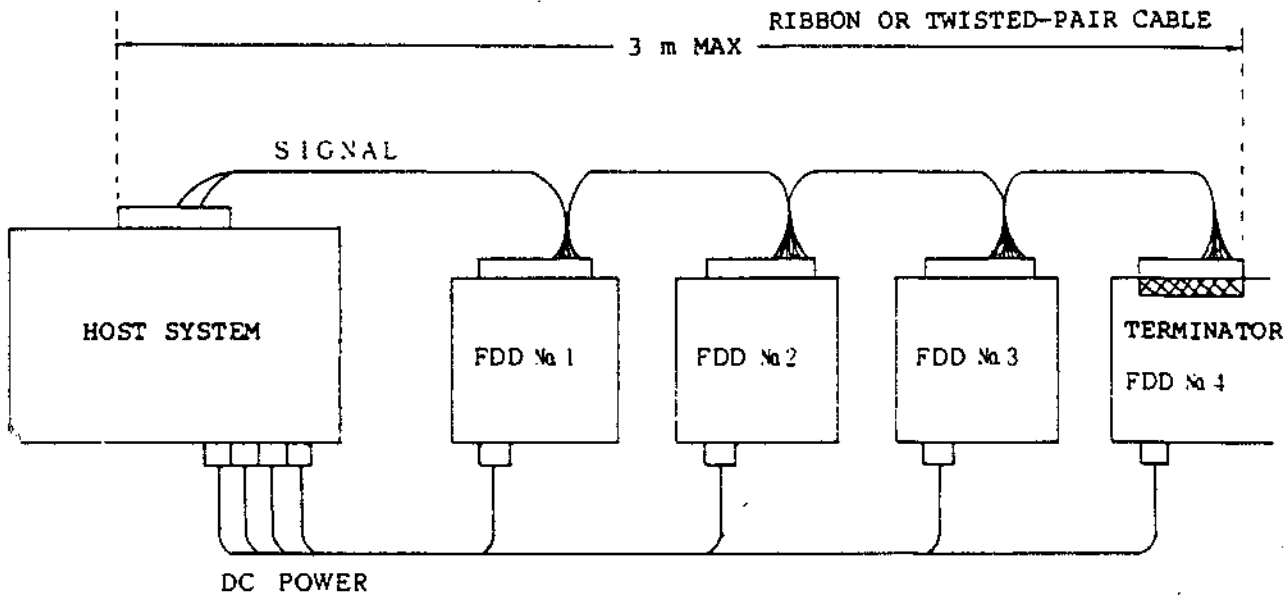 RIBBON OR TWISTED-PAIR CABLE
3 m MAX
SIGNAL
HOST SYSTEM
FDD No.1
FDD No.2
FDD No.3
TERMINATOR
FDD No.4
DC POWER